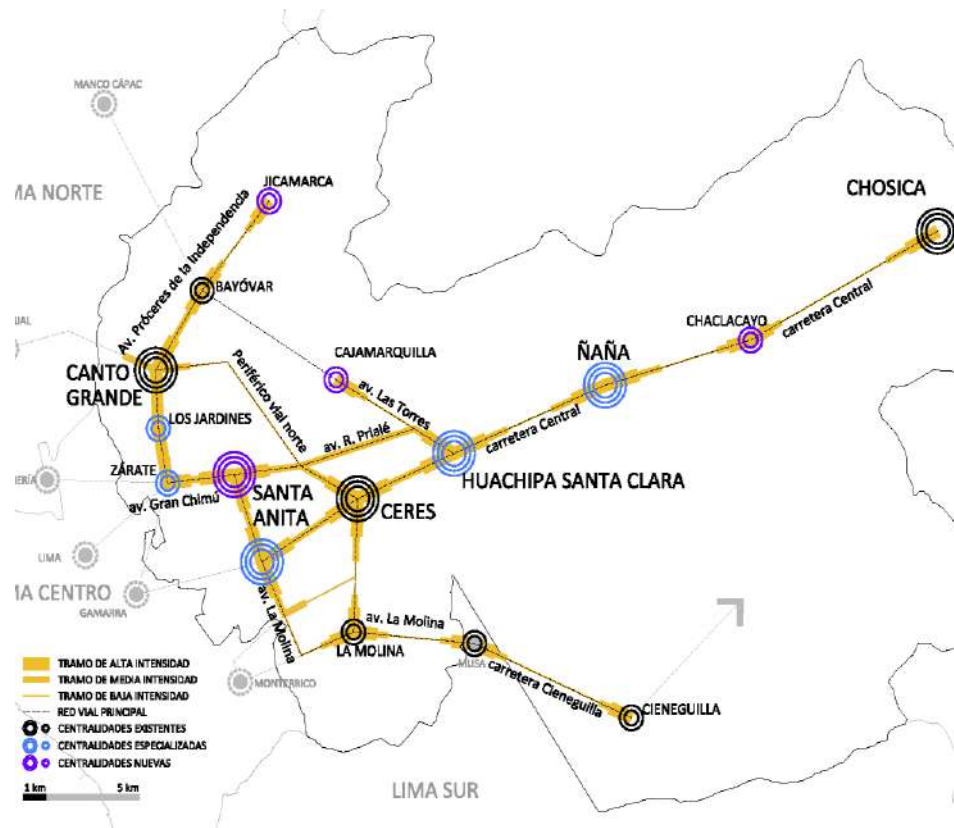 MANCO CÁPAC
MA NORTE
JICAMARCA
CHOSICA
Av. Próceres de la Independencia
BAYÓVAR
carretera Central
CHACLACAYO
CAJAMARQUILLA
ÑAÑA
CANTO
GRANDE
Periférico vial norte
av. Las Torres
LOS JARDINES
av. R. Prialé
carretera Central
ZÁRATE
HUACHIPA SANTA CLARA
ERÍA
av. Gran Chimú
SANTA
ANITA
CERES
LIMA
MA CENTRO
GAMARRA
av. La Molina
av. La Molina
LA MOLINA
MUSA
carretera Cieneguilla
MONTERRICO
CIENEGUILLA
TRAMO DE ALTA INTENSIDAD
TRAMO DE MEDIA INTENSIDAD
TRAMO DE BAJA INTENSIDAD
RED VIAL PRINCIPAL
CENTRALIDADES EXISTENTES
CENTRALIDADES ESPECIALIZADAS
CENTRALIDADES NUEVAS
1 km 5 km
LIMA SUR